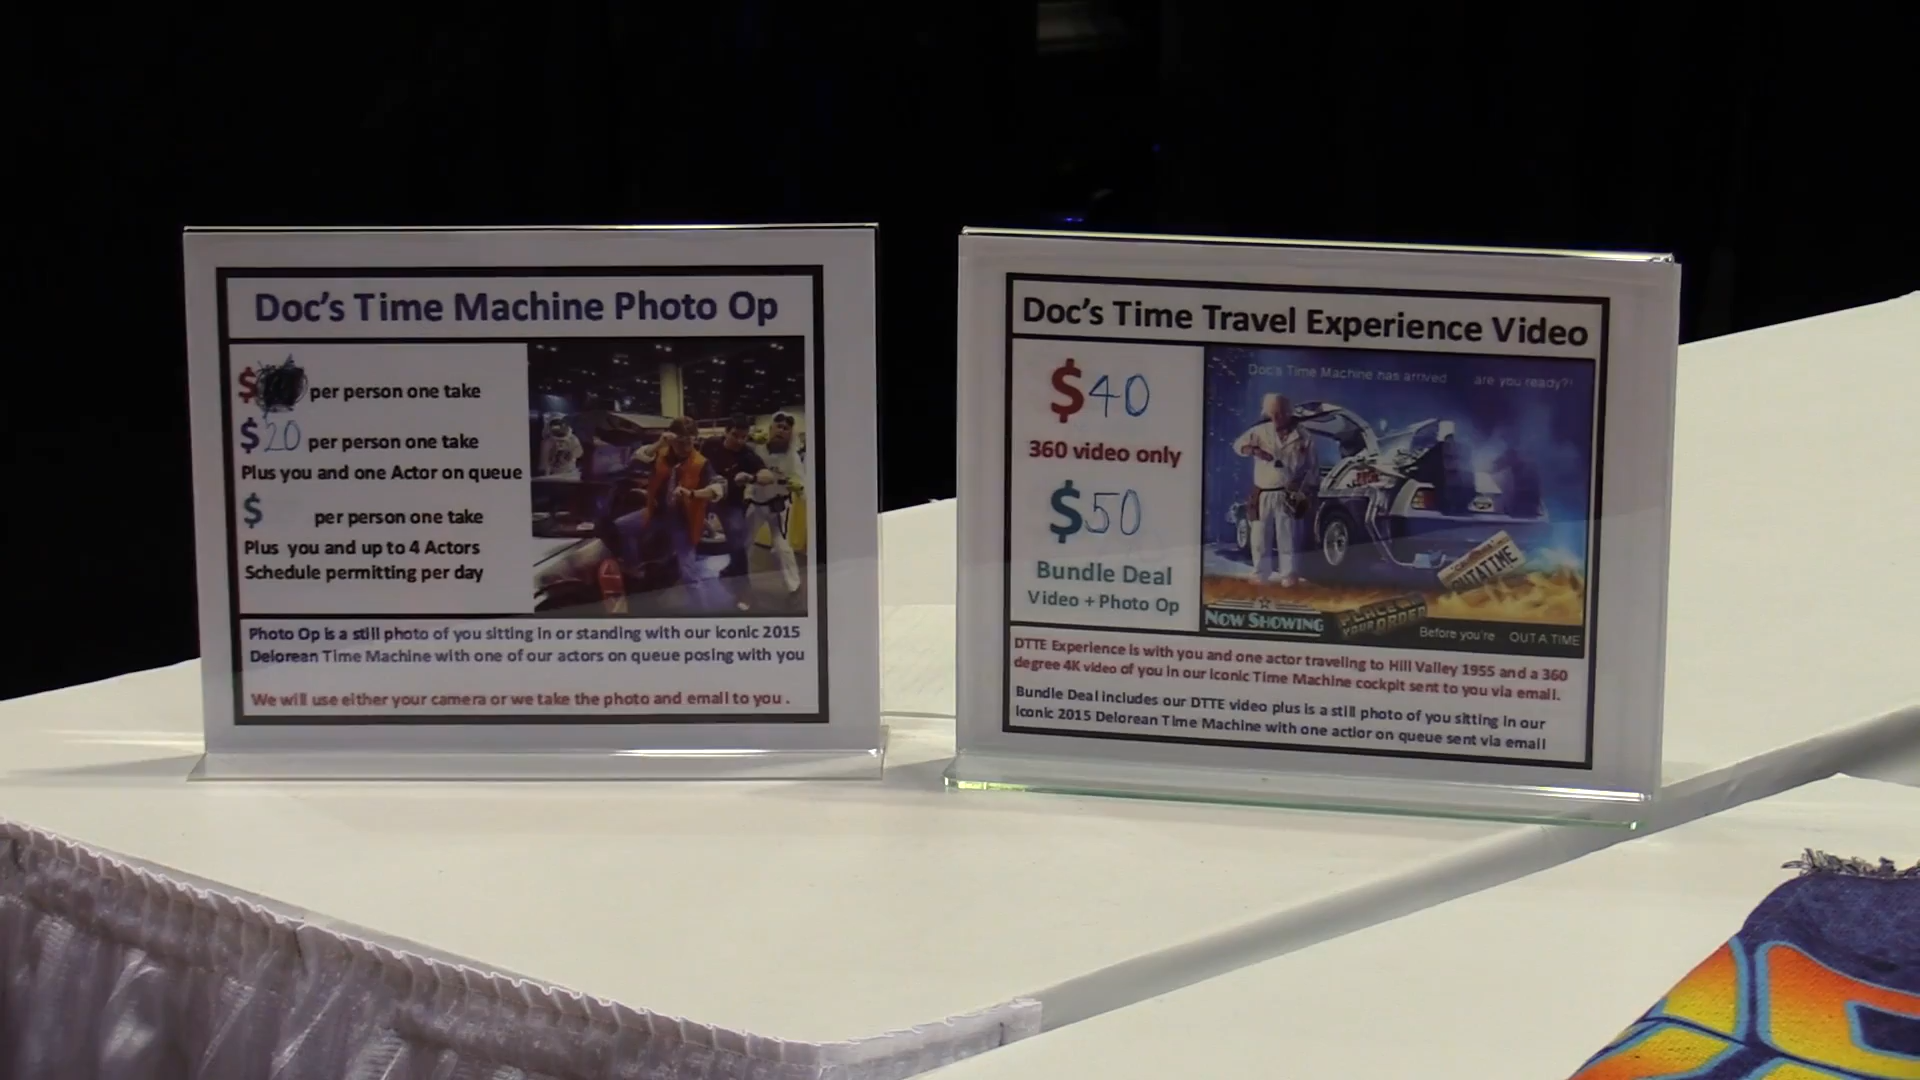 Doc's Time Machine Photo Op
$ per person one take
$20 per person one take
Plus you and one Actor on queue
$ per person one take
Plus you and up to 4 Actors
Schedule permitting per day
Photo Op is a still photo of you sitting in or standing with our iconic 2015
Delorean Time Machine with one of our actors on queue posing with you
We will use either your camera or we take the photo and email to you .
Doc's Time Travel Experience Video
$40
360 video only
$50
Bundle Deal
Video + Photo Op
Doc's Time Machine has arrived are you ready?!
OUTATIME
NOW SHOWING
PLACE
YOUR ORDER
Before you're OUT A TIME
DTTE Experience is with you and one actor traveling to Hill Valley 1955 and a 360
degree 4K video of you in our iconic Time Machine cockpit sent to you via email.
Bundle Deal includes our DTTE video plus is a still photo of you sitting in our
iconic 2015 Delorean Time Machine with one actior on queue sent via email